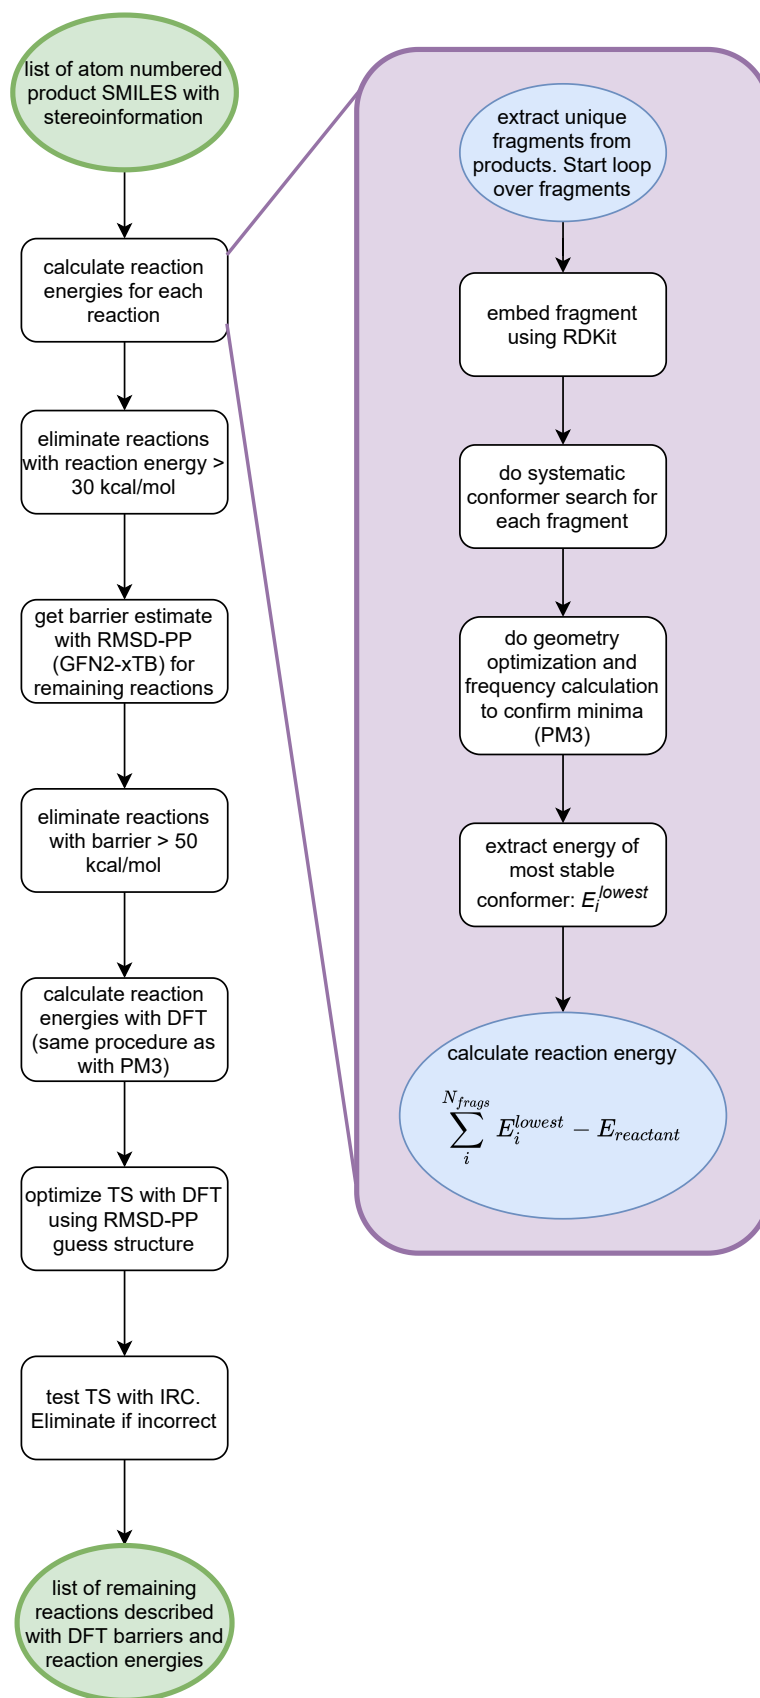 list of atom numbered
product SMILES with
stereoinformation
calculate reaction
energies for each
reaction
eliminate reactions
with reaction energy >
30 kcal/mol
get barrier estimate
with RMSD-PP
(GFN2-xTB) for
remaining reactions
eliminate reactions
with barrier > 50
kcal/mol
calculate reaction
energies with DFT
(same procedure as
with PM3)
optimize TS with DFT
using RMSD-PP
guess structure
test TS with IRC.
Eliminate if incorrect
list of remaining
reactions described
with DFT barriers and
reaction energies
extract unique
fragments from
products. Start loop
over fragments
embed fragment
using RDKit
do systematic
conformer search for
each fragment
do geometry
optimization and
frequency calculation
to confirm minima
(PM3)
extract energy of
most stable
conformer: $E_i^{lowest}$
calculate reaction energy
$\sum_{i}^{N_{frags}} E_i^{lowest} - E_{reactant}$